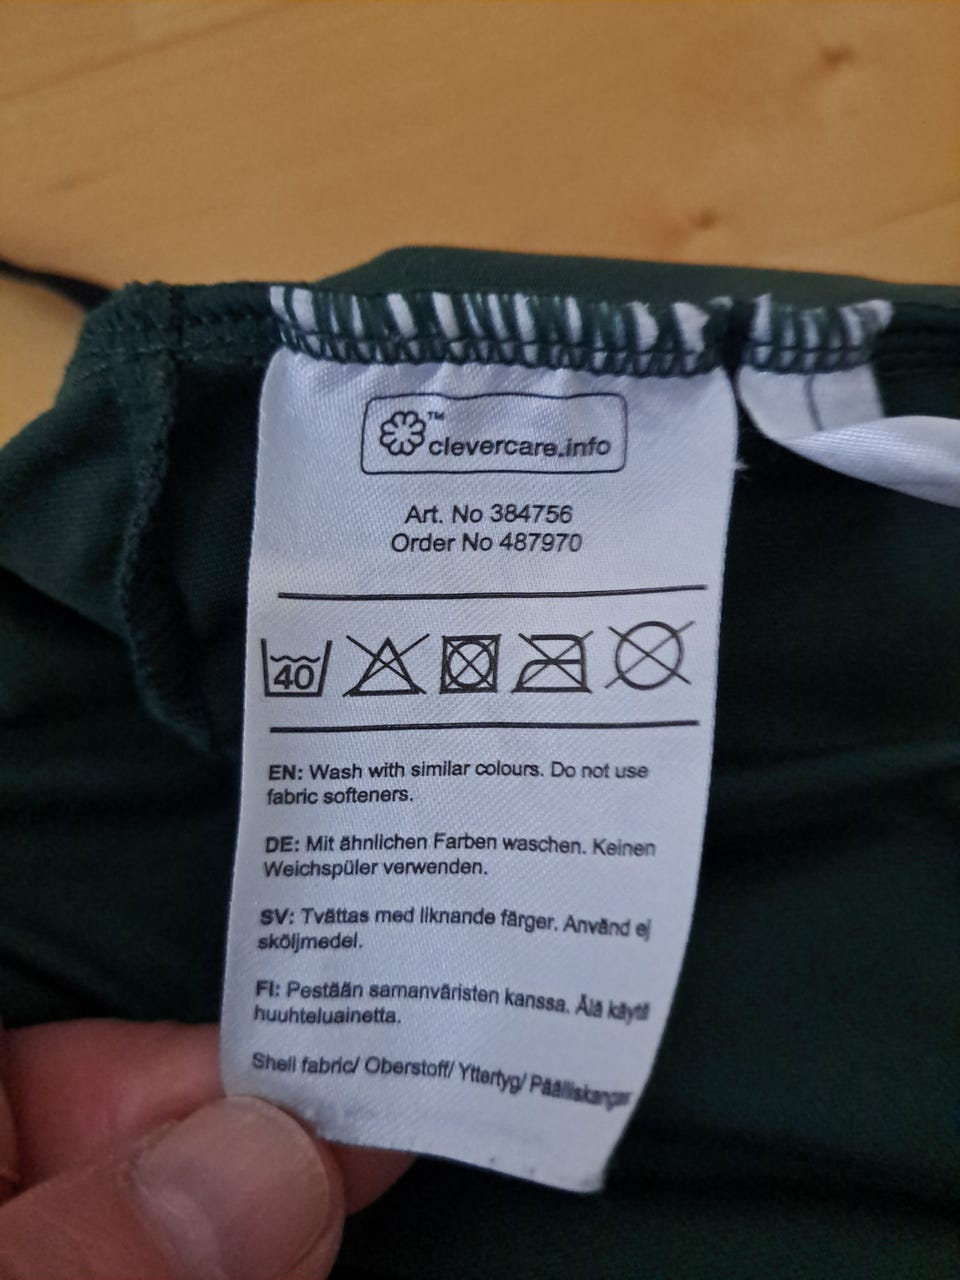 ™
clevercare.info
Art. No 384756
Order No 487970
40
EN: Wash with similar colours. Do not use
fabric softeners.
DE: Mit ähnlichen Farben waschen. Keinen
Weichspüler verwenden.
SV: Tvättas med liknande färger. Använd ej
sköljmedel.
FI: Pestään samanväristen kanssa. Älä käytä
huuhteluainetta.
Shell fabric/ Oberstoff/ Yttertyg/ Päälliskangas